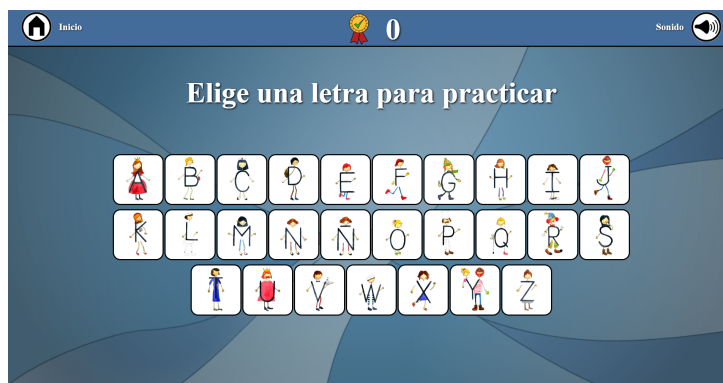 Inicio
0
Sonido
Elige una letra para practicar
A B C D E F G H I J
K L M N N O P Q R S
T U V W X Y Z